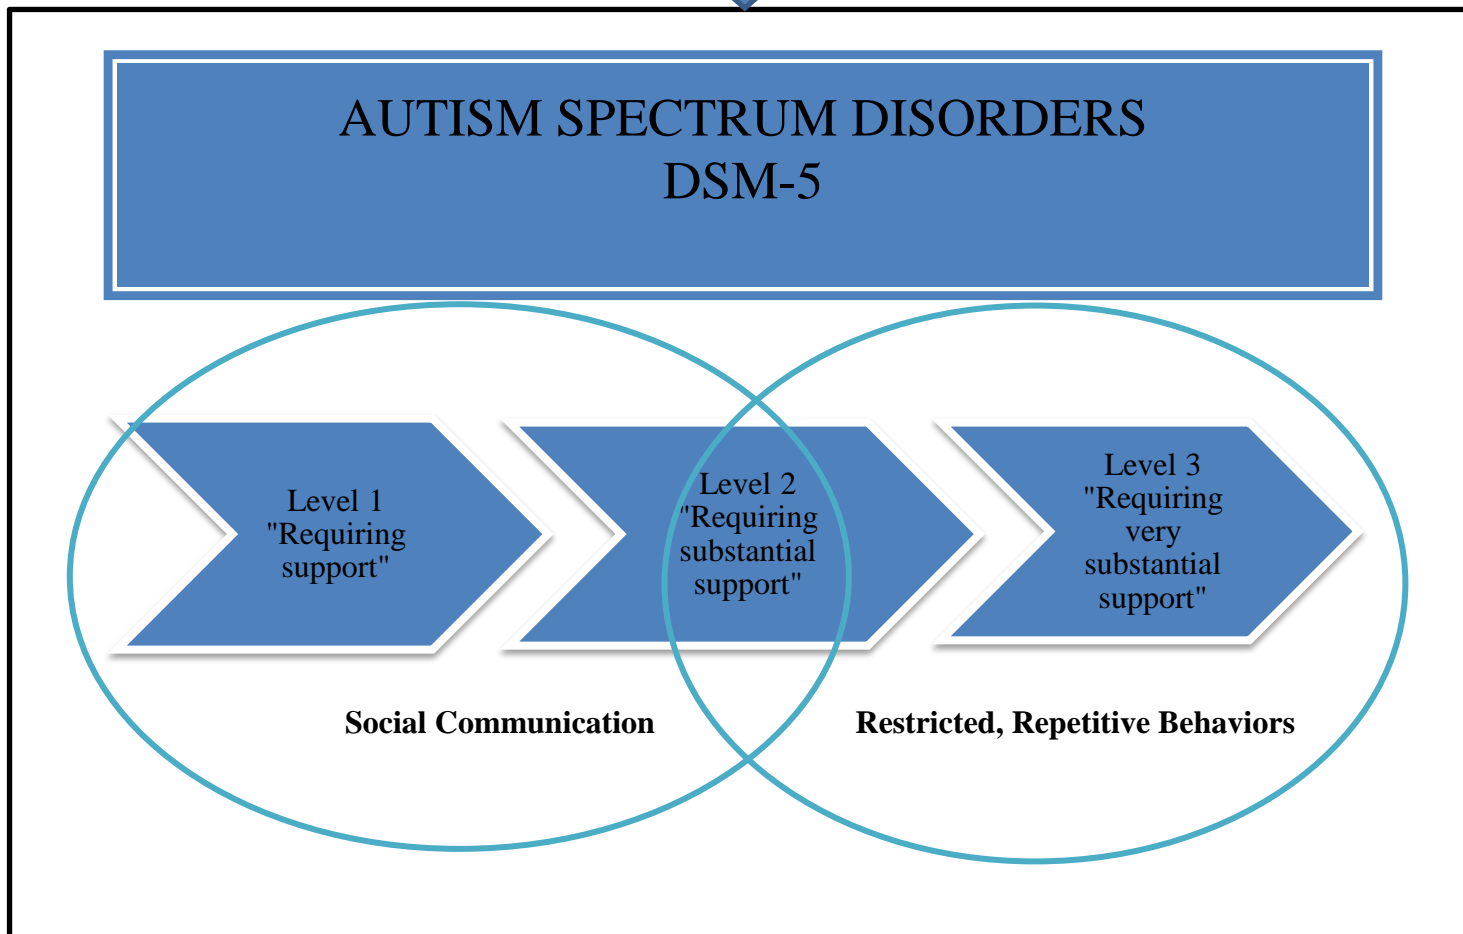 AUTISM SPECTRUM DISORDERS
DSM-5
Level 1
"Requiring
support"
Level 2
"Requiring
substantial
support"
Level 3
"Requiring
very
substantial
support"
Social Communication
Restricted, Repetitive Behaviors